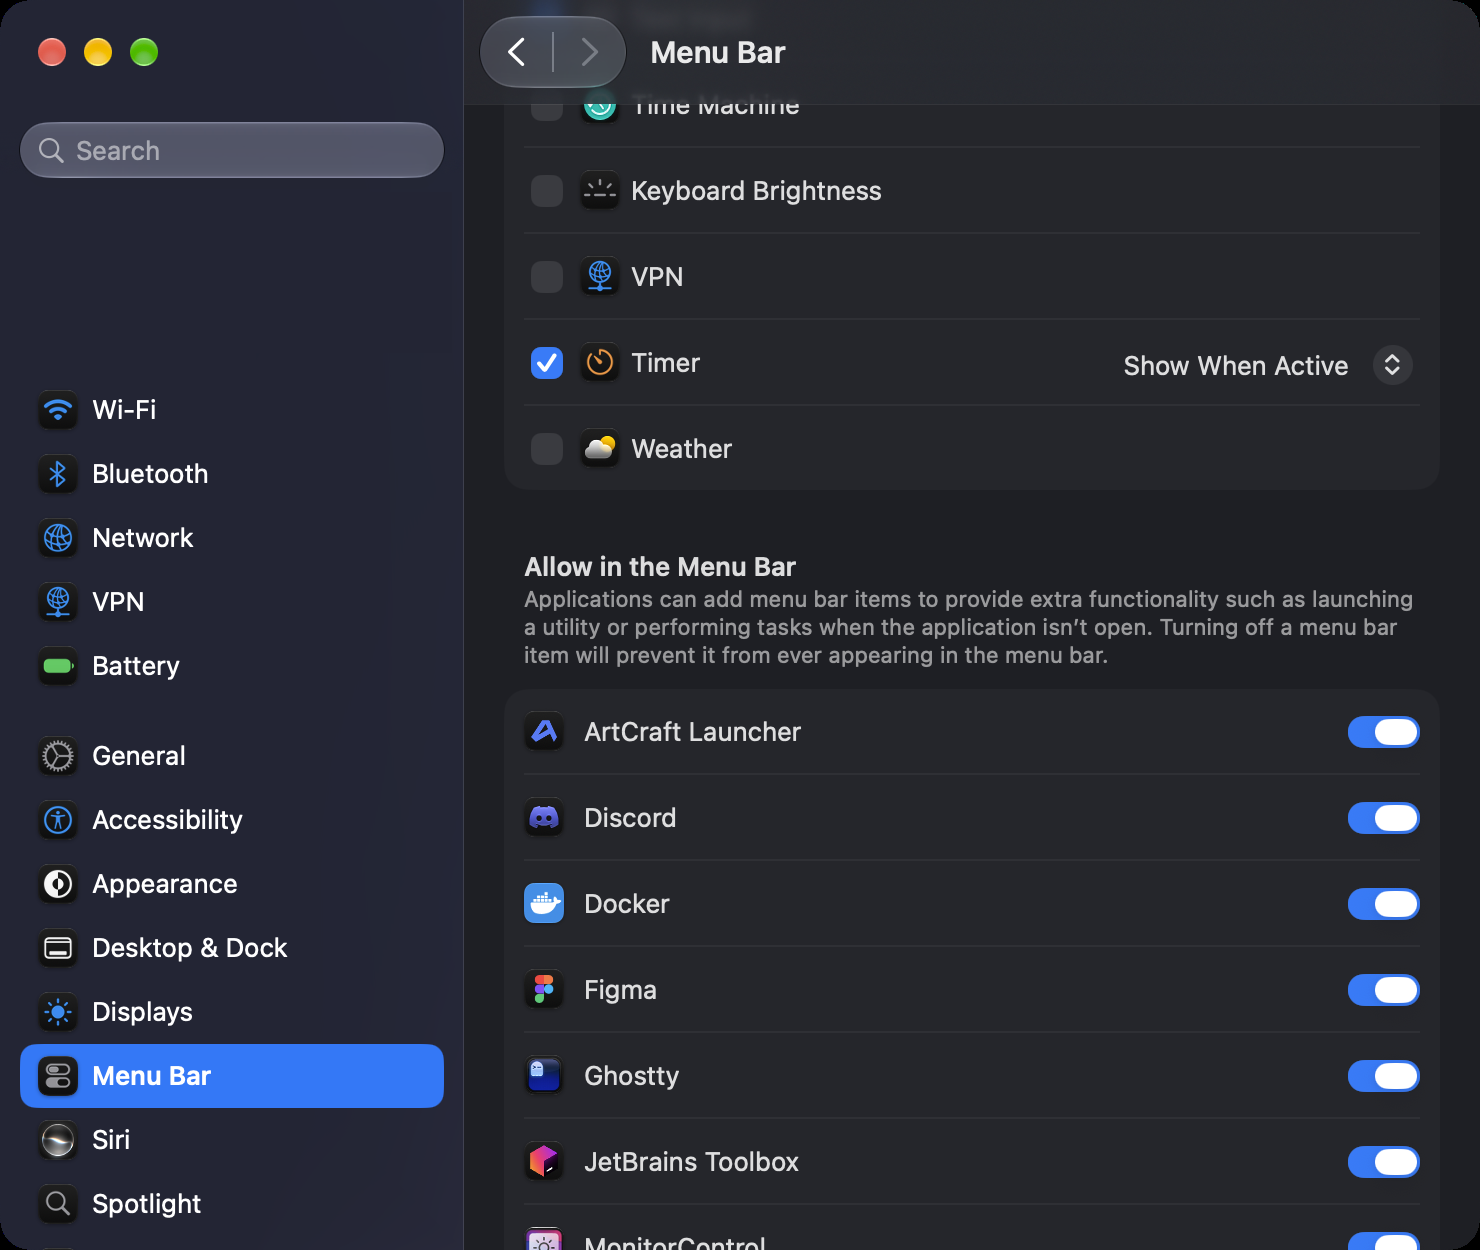 Search
Wi-Fi
Bluetooth
Network
VPN
Battery
General
Accessibility
Appearance
Desktop & Dock
Displays
Menu Bar
Siri
Spotlight
Menu Bar
Time Machine
Keyboard Brightness
VPN
Timer
Show When Active
Weather
Allow in the Menu Bar
Applications can add menu bar items to provide extra functionality such as launching
a utility or performing tasks when the application isn’t open. Turning off a menu bar
item will prevent it from ever appearing in the menu bar.
ArtCraft Launcher
Discord
Docker
Figma
Ghostty
JetBrains Toolbox
MonitorControl